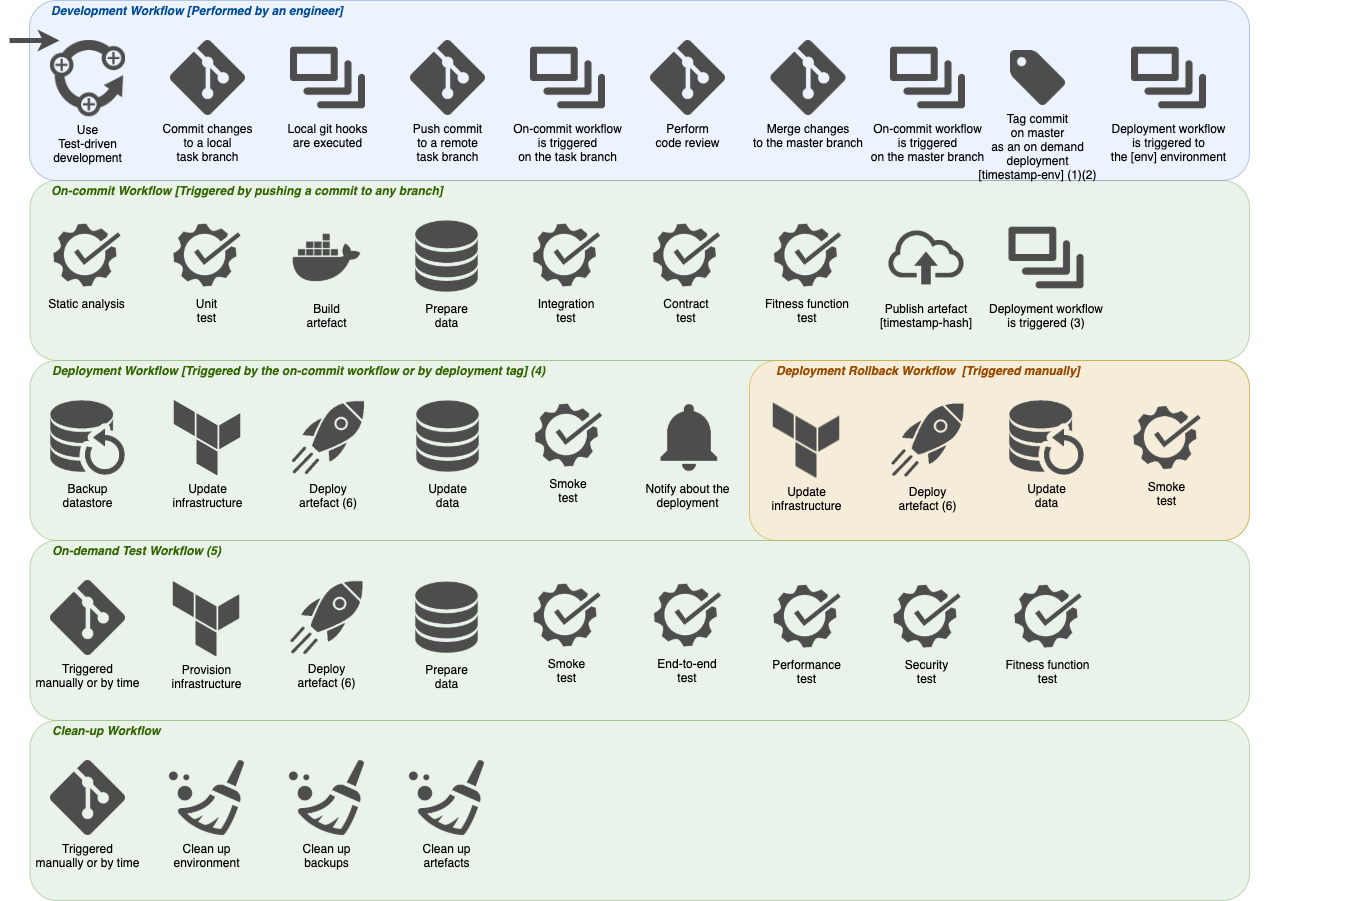 Development Workflow [Performed by an engineer]
Use
Test-driven
development
Commit changes
to a local
task branch
Local git hooks
are executed
Push commit
to a remote
task branch
On-commit workflow
is triggered
on the task branch
Perform
code review
Merge changes
to the master branch
On-commit workflow
is triggered
on the master branch
Tag commit
on master
as an on demand
deployment
[timestamp-env] (1)(2)
Deployment workflow
is triggered to
the [env] environment
On-commit Workflow [Triggered by pushing a commit to any branch]
Static analysis
Unit
test
Build
artefact
Prepare
data
Integration
test
Contract
test
Fitness function
test
Publish artefact
[timestamp-hash]
Deployment workflow
is triggered (3)
Deployment Workflow [Triggered by the on-commit workflow or by deployment tag] (4)
Backup
datastore
Update
infrastructure
Deploy
artefact (6)
Update
data
Smoke
test
Notify about the
deployment
Deployment Rollback Workflow [Triggered manually]
Update
infrastructure
Deploy
artefact (6)
Update
data
Smoke
test
On-demand Test Workflow (5)
Triggered
manually or by time
Provision
infrastructure
Deploy
artefact (6)
Prepare
data
Smoke
test
End-to-end
test
Performance
test
Security
test
Fitness function
test
Clean-up Workflow
Triggered
manually or by time
Clean up
environment
Clean up
backups
Clean up
artefacts